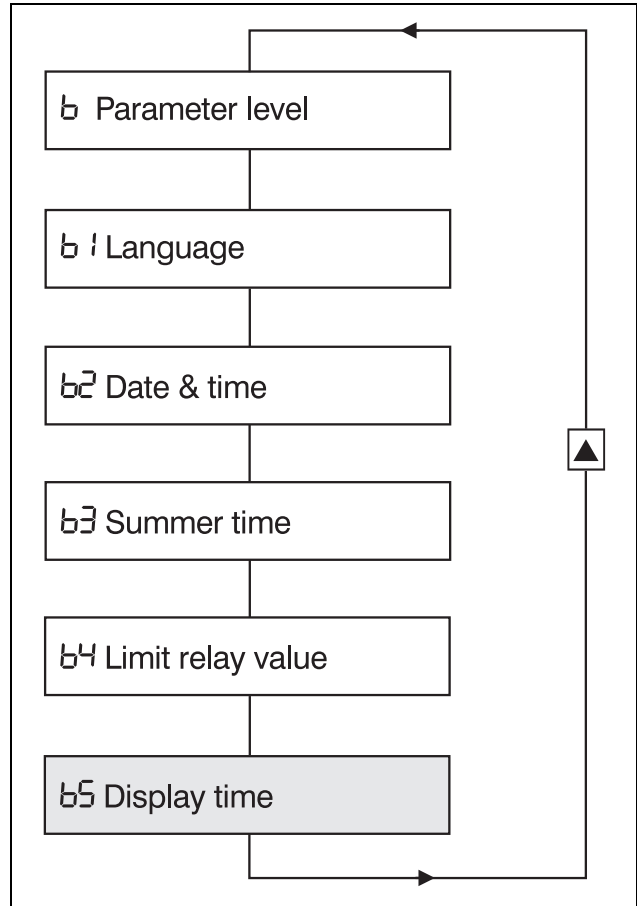 b Parameter level
b1 Language
b2 Date & time
b3 Summer time
b4 Limit relay value
b5 Display time